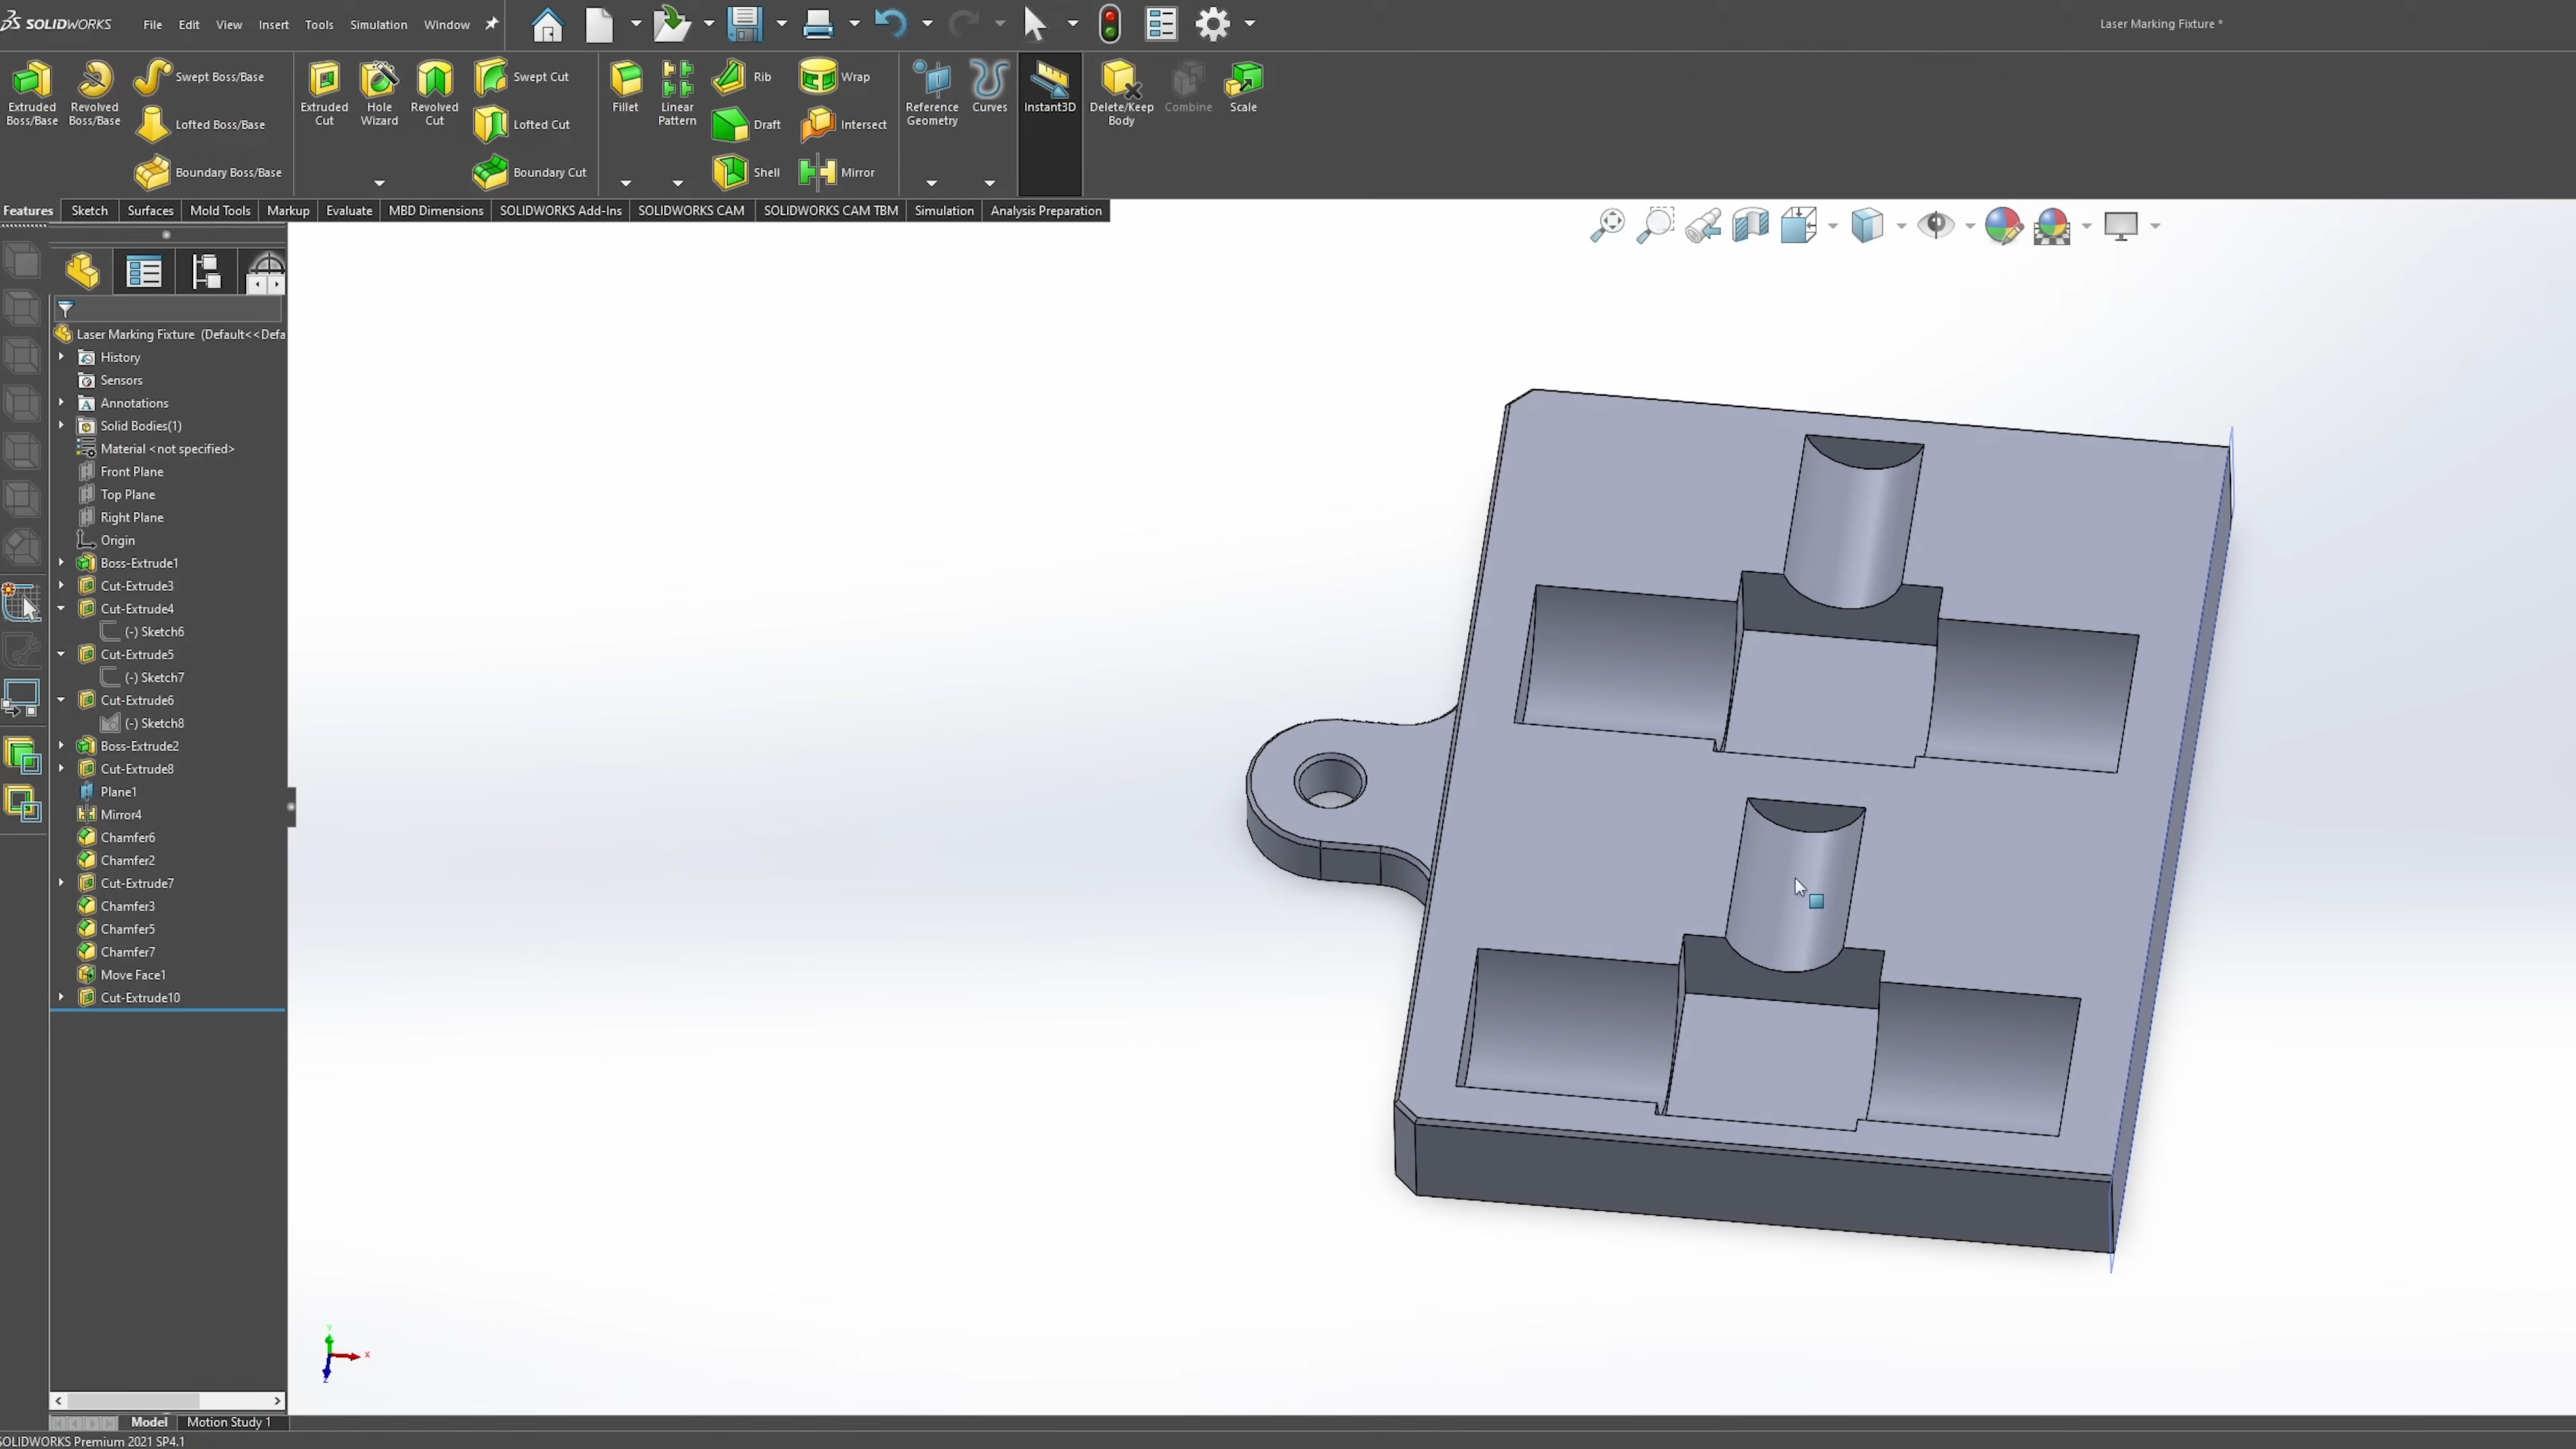 SOLIDWORKS File Edit View Insert Tools Simulation Window Laser Marking Fixture *
Extruded Boss/Base
Revolved Boss/Base
Swept Boss/Base
Lofted Boss/Base
Boundary Boss/Base
Extruded Cut
Hole Wizard
Revolved Cut
Swept Cut
Lofted Cut
Boundary Cut
Fillet
Linear Pattern
Rib
Draft
Shell
Wrap
Intersect
Mirror
Reference Geometry
Curves
Instant3D
Delete/Keep Body
Combine
Scale
Features Sketch Surfaces Mold Tools Markup Evaluate MBD Dimensions SOLIDWORKS Add-Ins SOLIDWORKS CAM SOLIDWORKS CAM TBM Simulation Analysis Preparation
Laser Marking Fixture (Default<<Defa
History
Sensors
Annotations
Solid Bodies(1)
Material <not specified>
Front Plane
Top Plane
Right Plane
Origin
Boss-Extrude1
Cut-Extrude3
Cut-Extrude4
(-) Sketch6
Cut-Extrude5
(-) Sketch7
Cut-Extrude6
(-) Sketch8
Boss-Extrude2
Cut-Extrude8
Plane1
Mirror4
Chamfer6
Chamfer2
Cut-Extrude7
Chamfer3
Chamfer5
Chamfer7
Move Face1
Cut-Extrude10
Y
X
Z
Model Motion Study 1
SOLIDWORKS Premium 2021 SP4.1